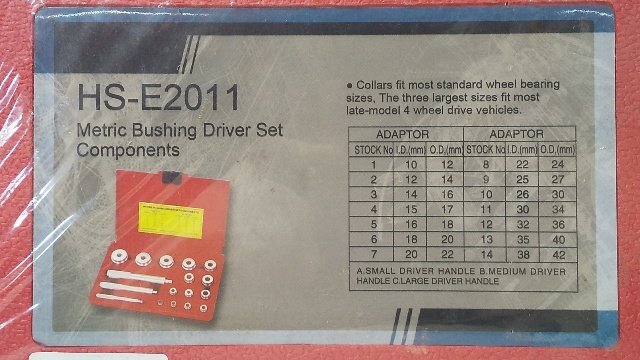 HS-E2011
Metric Bushing Driver Set
Components
• Collars fit most standard wheel bearing
sizes, The three largest sizes fit most
late-model 4 wheel drive vehicles.
ADAPTOR ADAPTOR
STOCK No I.D.(mm) O.D.(mm) STOCK No I.D.(mm) O.D.(mm)
1 10 12 8 22 24
2 12 14 9 25 27
3 14 16 10 26 30
4 15 17 11 30 34
5 16 18 12 32 36
6 18 20 13 35 40
7 20 22 14 38 42
A.SMALL DRIVER HANDLE B.MEDIUM DRIVER
HANDLE C.LARGE DRIVER HANDLE